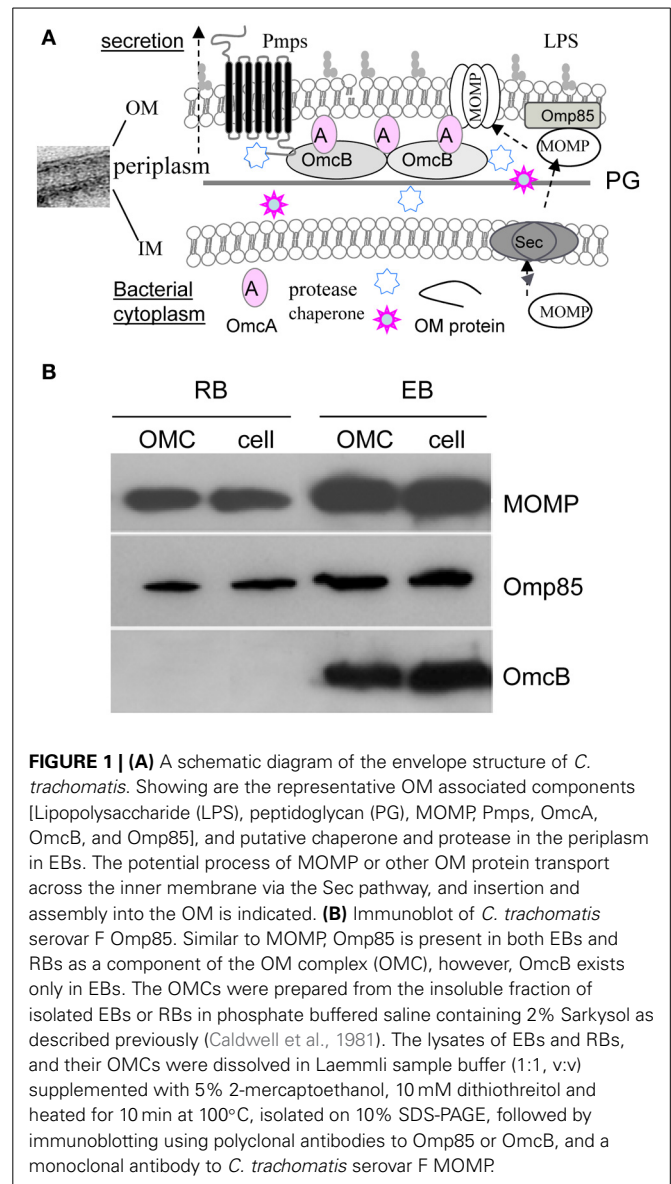 A
secretion
Pmps
LPS
OM
MOMP
Omp85
A A A
MOMP
periplasm
OmcB OmcB
PG
IM
Sec
Bacterial
cytoplasm
A
OmcA
protease
chaperone
OM protein
MOMP
B
RB EB
OMC cell OMC cell
MOMP
Omp85
OmcB
FIGURE 1 | (A) A schematic diagram of the envelope structure of C.
trachomatis. Showing are the representative OM associated components
[Lipopolysaccharide (LPS), peptidoglycan (PG), MOMP, Pmps, OmcA,
OmcB, and Omp85], and putative chaperone and protease in the periplasm
in EBs. The potential process of MOMP or other OM protein transport
across the inner membrane via the Sec pathway, and insertion and
assembly into the OM is indicated. (B) Immunoblot of C. trachomatis
serovar F Omp85. Similar to MOMP, Omp85 is present in both EBs and
RBs as a component of the OM complex (OMC), however, OmcB exists
only in EBs. The OMCs were prepared from the insoluble fraction of
isolated EBs or RBs in phosphate buffered saline containing 2% Sarkysol as
described previously (Caldwell et al., 1981). The lysates of EBs and RBs,
and their OMCs were dissolved in Laemmli sample buffer (1:1, v:v)
supplemented with 5% 2-mercaptoethanol, 10 mM dithiothreitol and
heated for 10 min at 100°C, isolated on 10% SDS-PAGE, followed by
immunoblotting using polyclonal antibodies to Omp85 or OmcB, and a
monoclonal antibody to C. trachomatis serovar F MOMP.